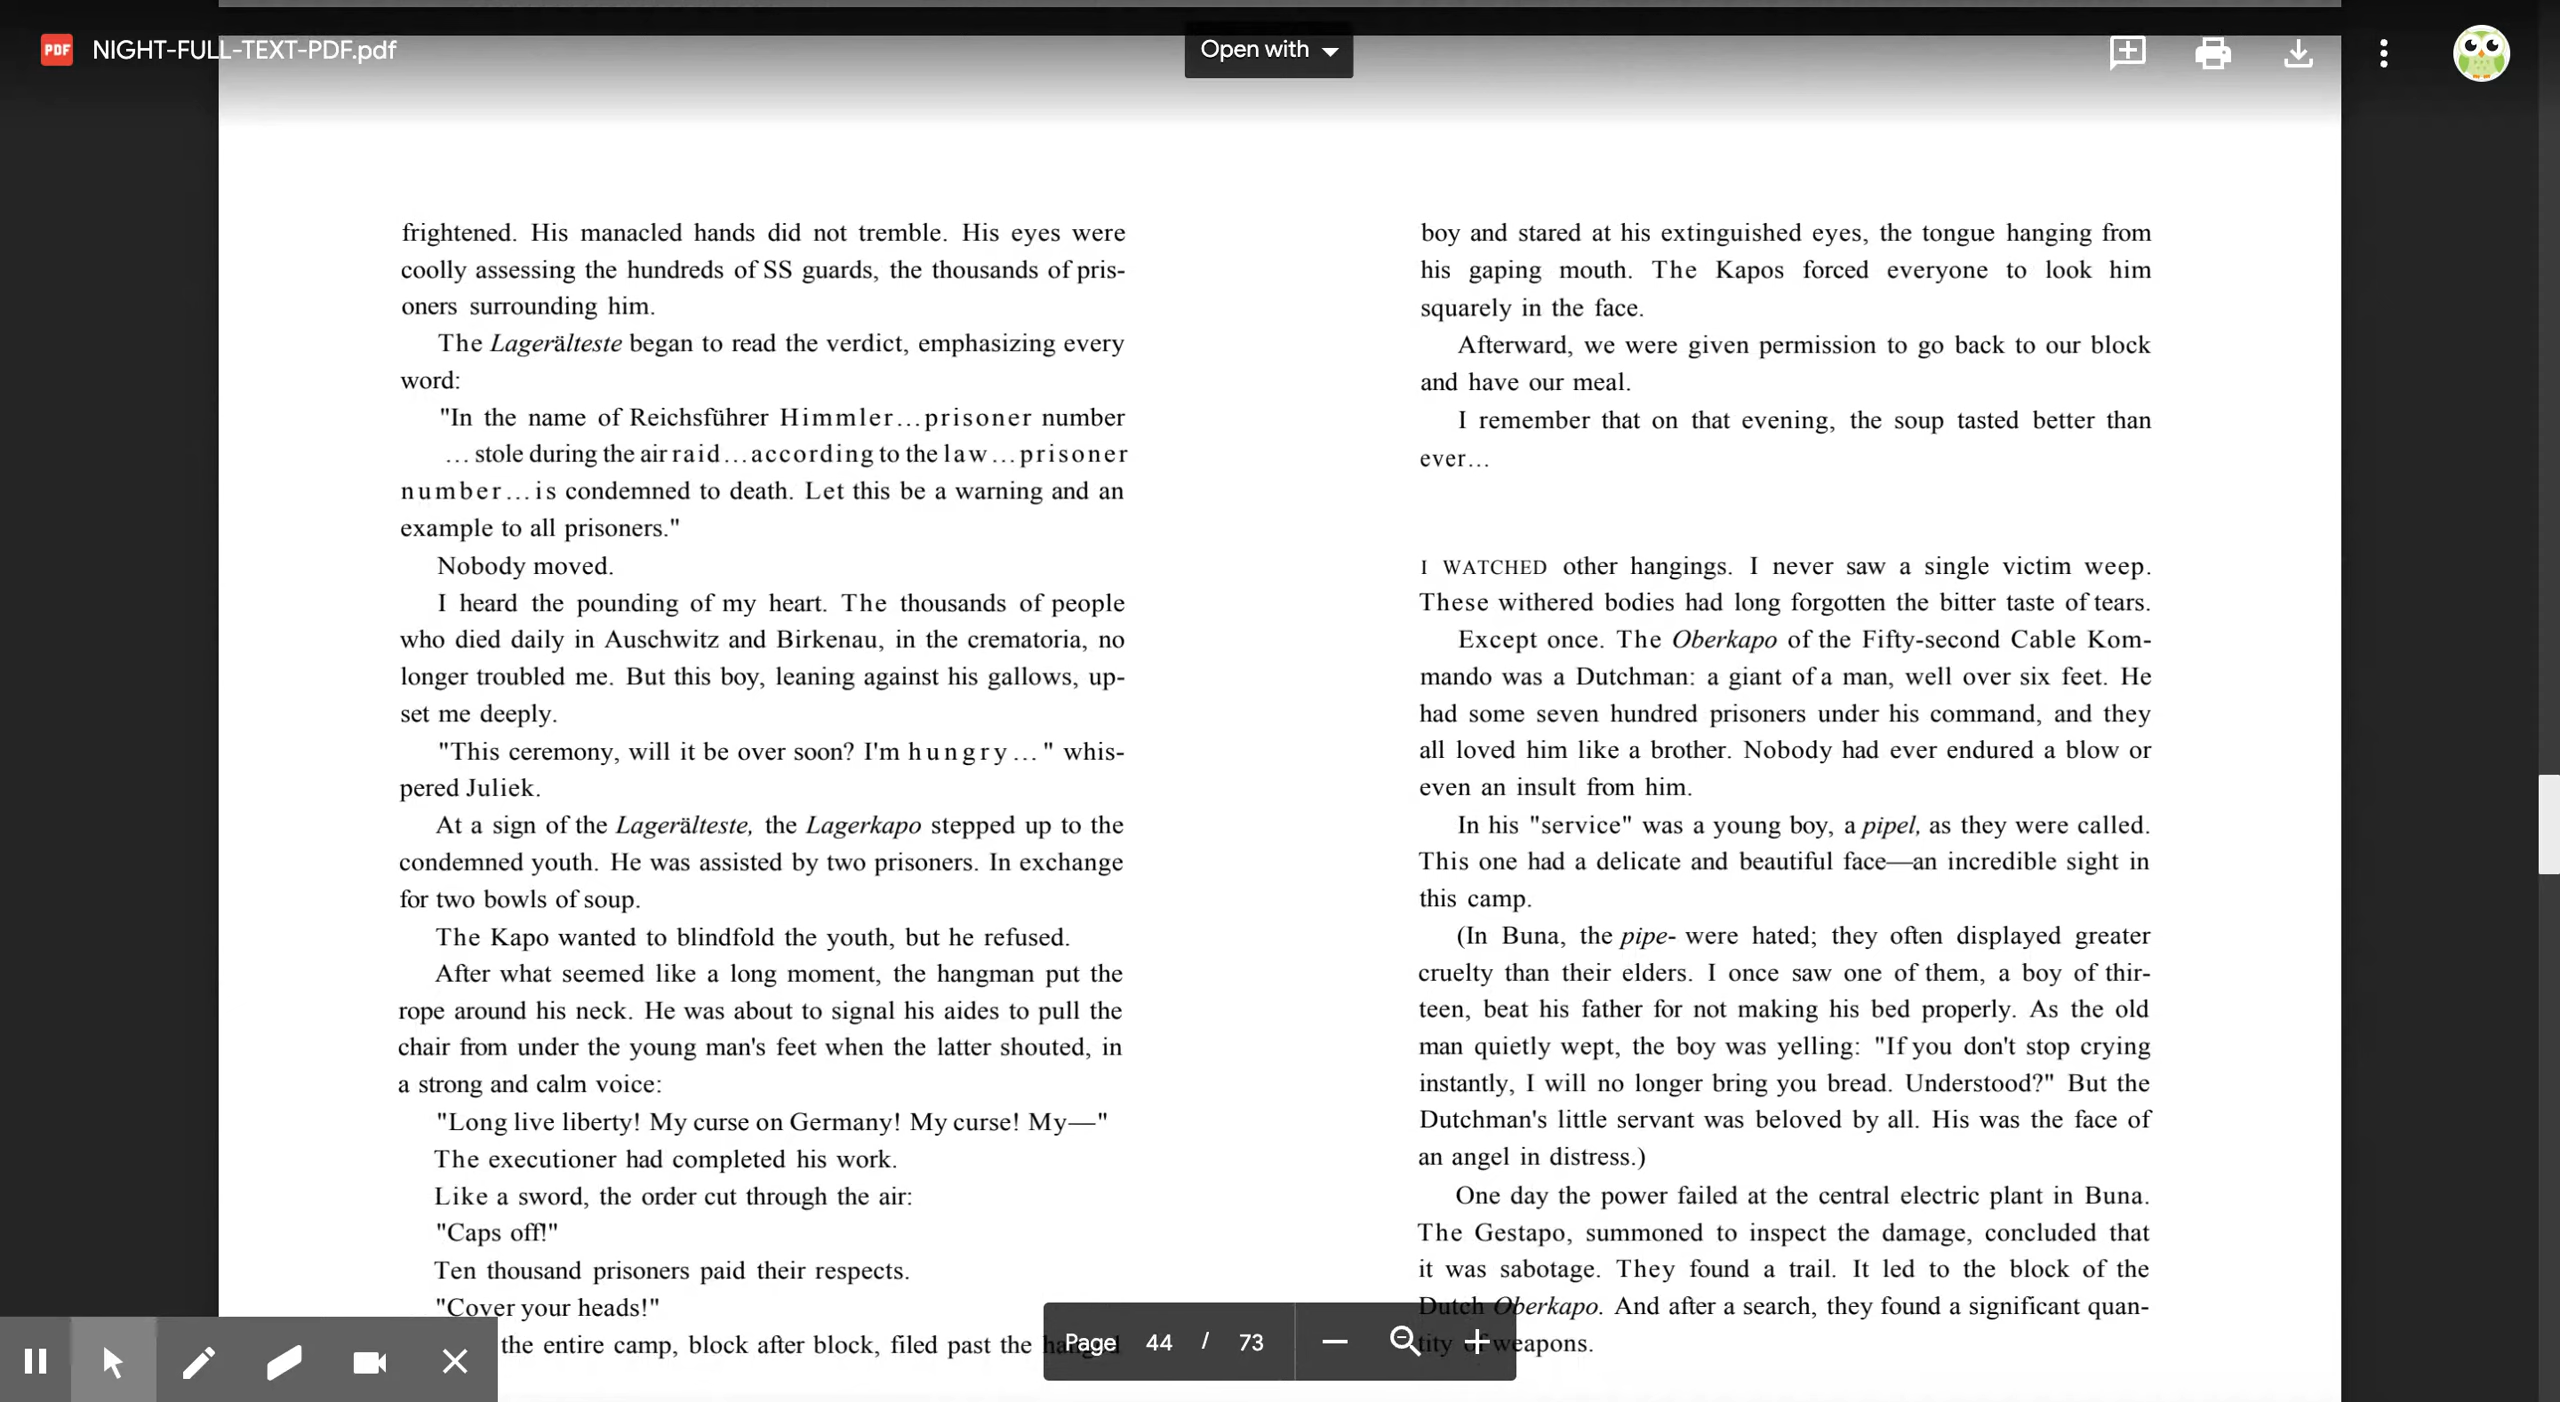 NIGHT-FULL-TEXT-PDF.pdf
Open with
frightened. His manacled hands did not tremble. His eyes were
coolly assessing the hundreds of SS guards, the thousands of pris-
oners surrounding him.
The Lagerälteste began to read the verdict, emphasizing every
word:
"In the name of Reichsführer Himmler...prisoner number
... stole during the air raid...according to the law...prisoner
number...is condemned to death. Let this be a warning and an
example to all prisoners."
Nobody moved.
I heard the pounding of my heart. The thousands of people
who died daily in Auschwitz and Birkenau, in the crematoria, no
longer troubled me. But this boy, leaning against his gallows, up-
set me deeply.
"This ceremony, will it be over soon? I'm hungry..." whis-
pered Juliek.
At a sign of the Lagerälteste, the Lagerkapo stepped up to the
condemned youth. He was assisted by two prisoners. In exchange
for two bowls of soup.
The Kapo wanted to blindfold the youth, but he refused.
After what seemed like a long moment, the hangman put the
rope around his neck. He was about to signal his aides to pull the
chair from under the young man's feet when the latter shouted, in
a strong and calm voice:
"Long live liberty! My curse on Germany! My curse! My—"
The executioner had completed his work.
Like a sword, the order cut through the air:
"Caps off!"
Ten thousand prisoners paid their respects.
"Cover your heads!"
the entire camp, block after block, filed past the hanged
boy and stared at his extinguished eyes, the tongue hanging from
his gaping mouth. The Kapos forced everyone to look him
squarely in the face.
Afterward, we were given permission to go back to our block
and have our meal.
I remember that on that evening, the soup tasted better than
ever...
I WATCHED other hangings. I never saw a single victim weep.
These withered bodies had long forgotten the bitter taste of tears.
Except once. The Oberkapo of the Fifty-second Cable Kom-
mando was a Dutchman: a giant of a man, well over six feet. He
had some seven hundred prisoners under his command, and they
all loved him like a brother. Nobody had ever endured a blow or
even an insult from him.
In his "service" was a young boy, a pipel, as they were called.
This one had a delicate and beautiful face—an incredible sight in
this camp.
(In Buna, the pipe- were hated; they often displayed greater
cruelty than their elders. I once saw one of them, a boy of thir-
teen, beat his father for not making his bed properly. As the old
man quietly wept, the boy was yelling: "If you don't stop crying
instantly, I will no longer bring you bread. Understood?" But the
Dutchman's little servant was beloved by all. His was the face of
an angel in distress.)
One day the power failed at the central electric plant in Buna.
The Gestapo, summoned to inspect the damage, concluded that
it was sabotage. They found a trail. It led to the block of the
Dutch Oberkapo. And after a search, they found a significant quan-
tity of weapons.
Page 44 / 73